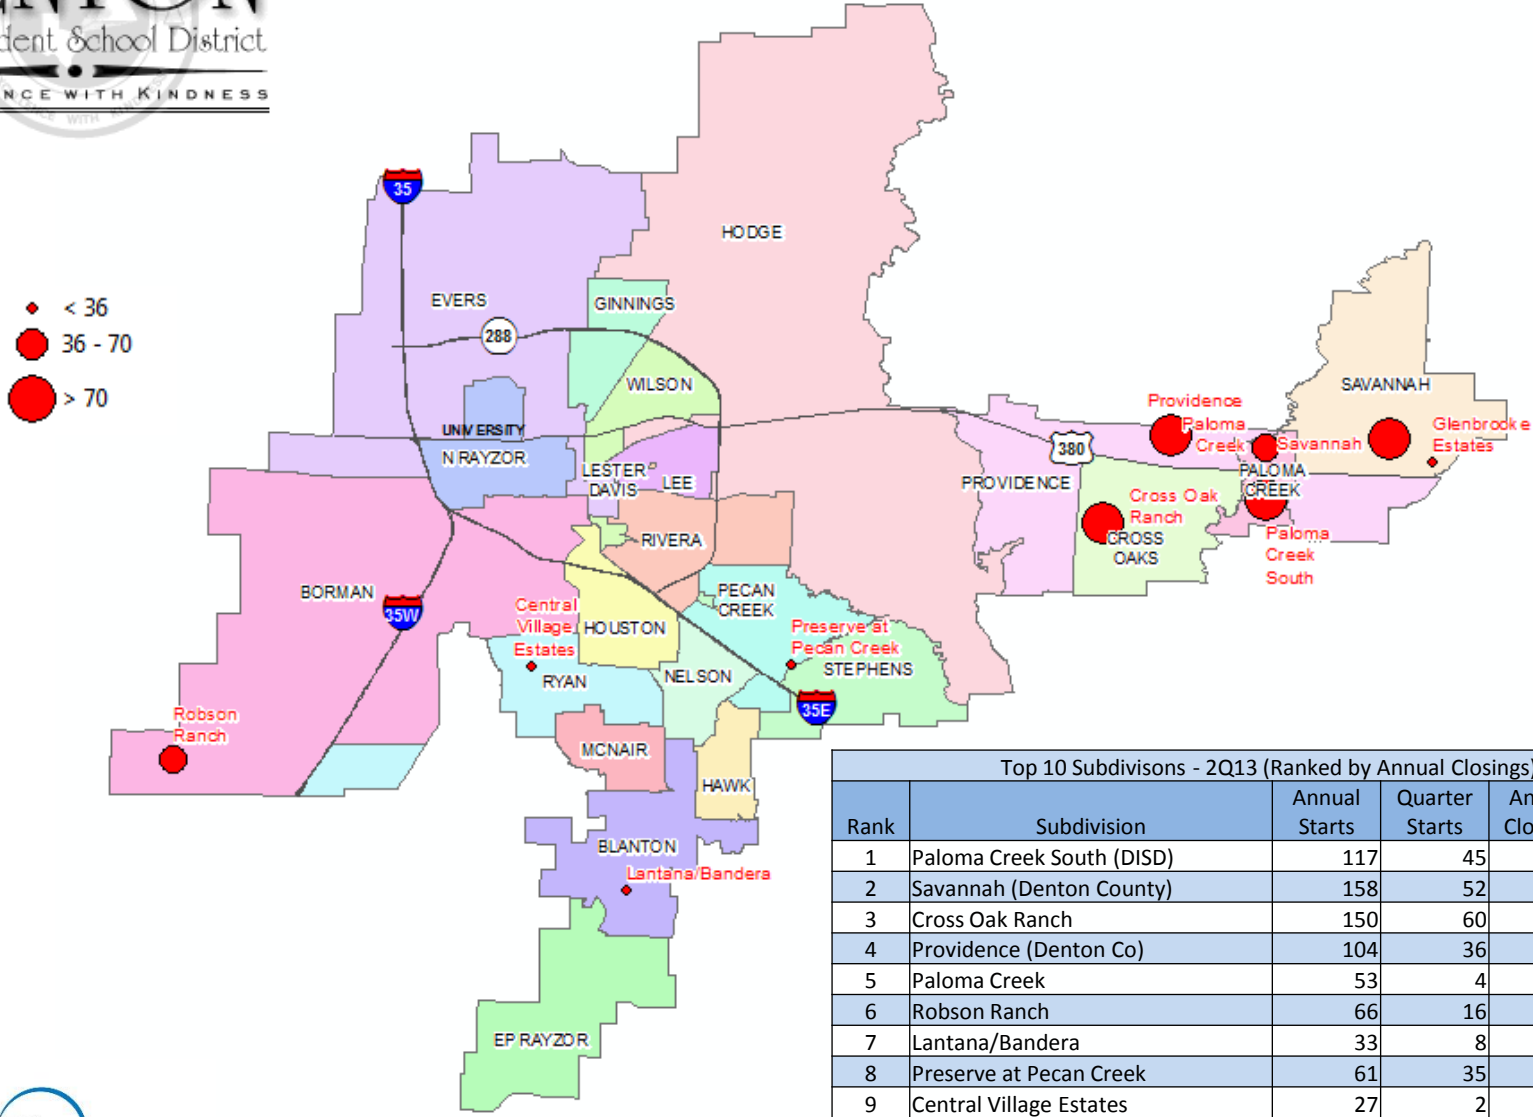 dent School District
NCE WITH KINDNESS
< 36
36 - 70
> 70
35
HODGE
EVERS
GINNINGS
288
WILSON
SAVANNAH
Providence
Paloma
Creek
Savannah
Glenbrooke
Estates
UNIVERSITY
N RAYZOR
380
LESTER
DAVIS
LEE
PROVIDENCE
PALOMA
CREEK
Cross Oak
Ranch
CROSS
OAKS
Paloma
Creek
South
RIVERA
BORMAN
35W
PECAN
CREEK
Central
Village
Estates
HOUSTON
Preserve at
Pecan Creek
STEPHENS
RYAN
NELSON
35E
Robson
Ranch
MCNAIR
HAWK
BLANTON
Lantana/Bandera
EP RAYZOR
Top 10 Subdivisons - 2Q13 (Ranked by Annual Closings)
Rank Subdivision Annual Starts Quarter Starts
1 Paloma Creek South (DISD) 117 45
2 Savannah (Denton County) 158 52
3 Cross Oak Ranch 150 60
4 Providence (Denton Co) 104 36
5 Paloma Creek 53 4
6 Robson Ranch 66 16
7 Lantana/Bandera 33 8
8 Preserve at Pecan Creek 61 35
9 Central Village Estates 27 2